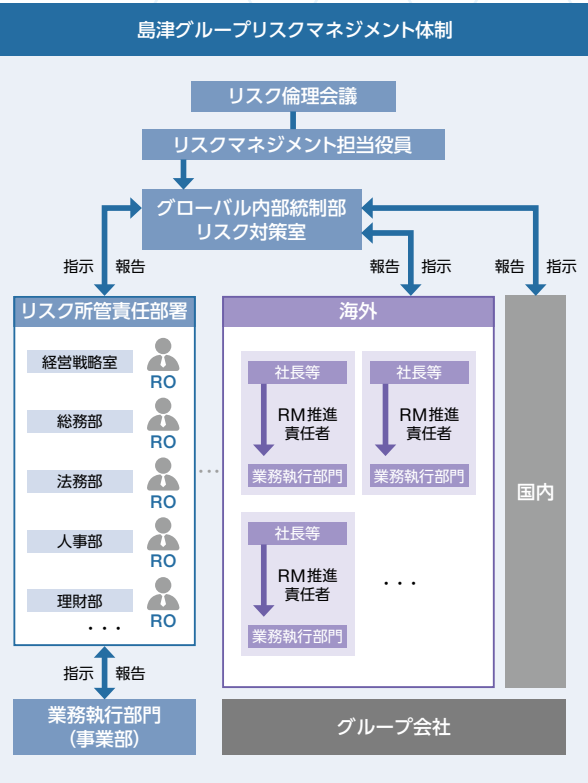 島津グループリスクマネジメント体制
リスク倫理会議
リスクマネジメント担当役員
グローバル内部統制部
リスク対策室
指示 報告
報告 指示
報告 指示
リスク所管責任部署
経営戦略室
RO
総務部
RO
法務部
RO
人事部
RO
理財部
RO
・・・
・・・
海外
社長等
RM推進
責任者
業務執行部門
社長等
RM推進
責任者
業務執行部門
社長等
RM推進
責任者
業務執行部門
・・・
国内
指示 報告
業務執行部門
(事業部)
グループ会社